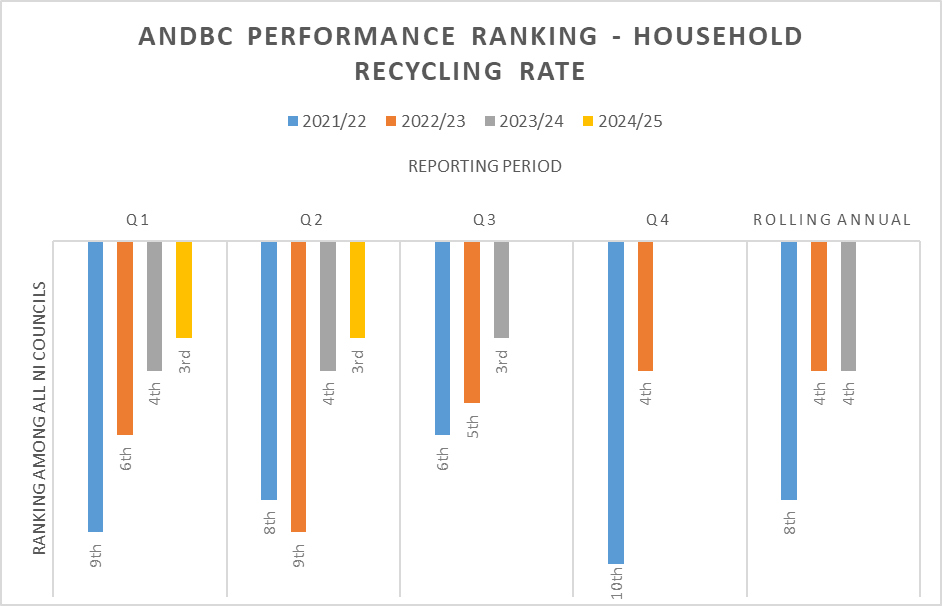 ANDBC PERFORMANCE RANKING - HOUSEHOLD
RECYCLING RATE
2021/22 2022/23 2023/24 2024/25
REPORTING PERIOD
Q1 Q2 Q3 Q4 ROLLING ANNUAL
RANKING AMONG ALL NI COUNCILS
9th
6th
4th
3rd
8th
9th
4th
3rd
6th
5th
3rd
10th
4th
8th
4th
4th